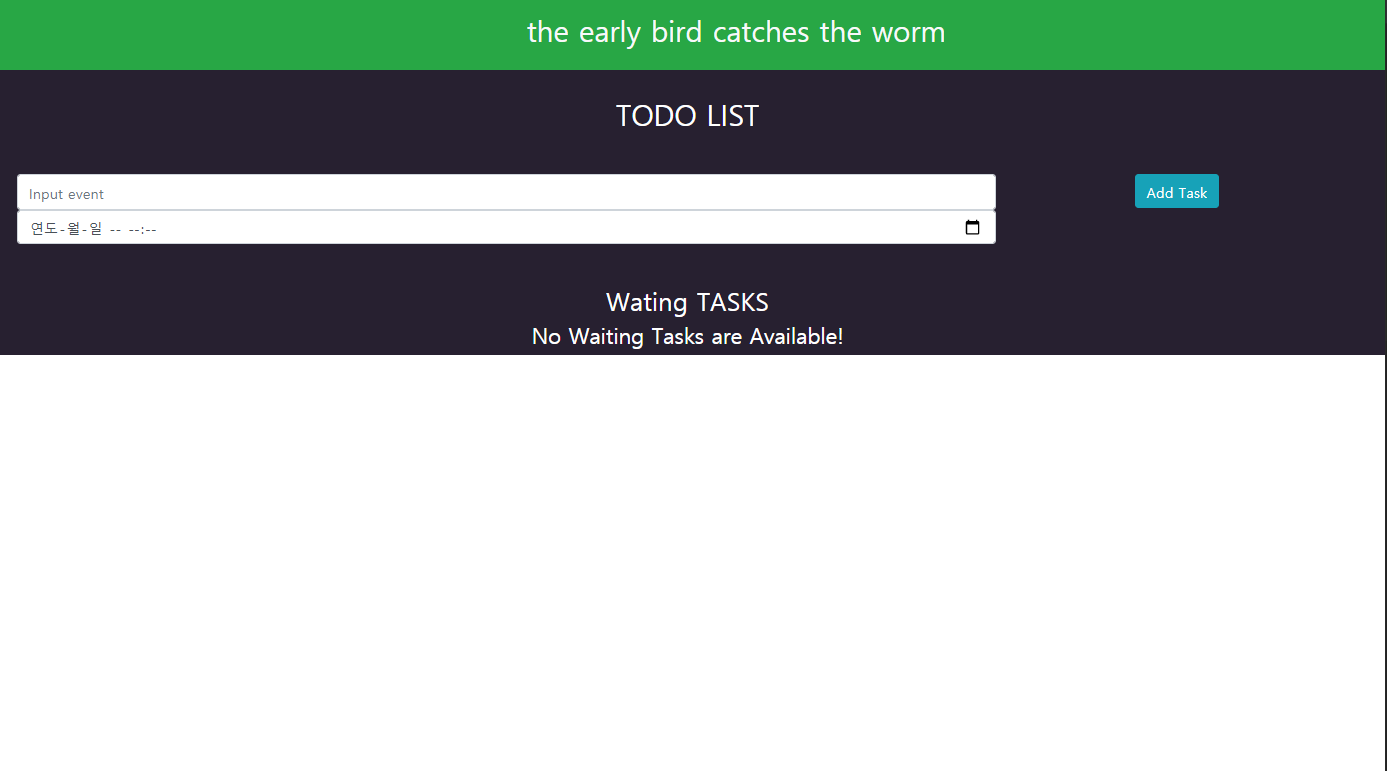 the early bird catches the worm
TODO LIST
Input event
Add Task
연도-월-일 -- --:--
Wating TASKS
No Waiting Tasks are Available!